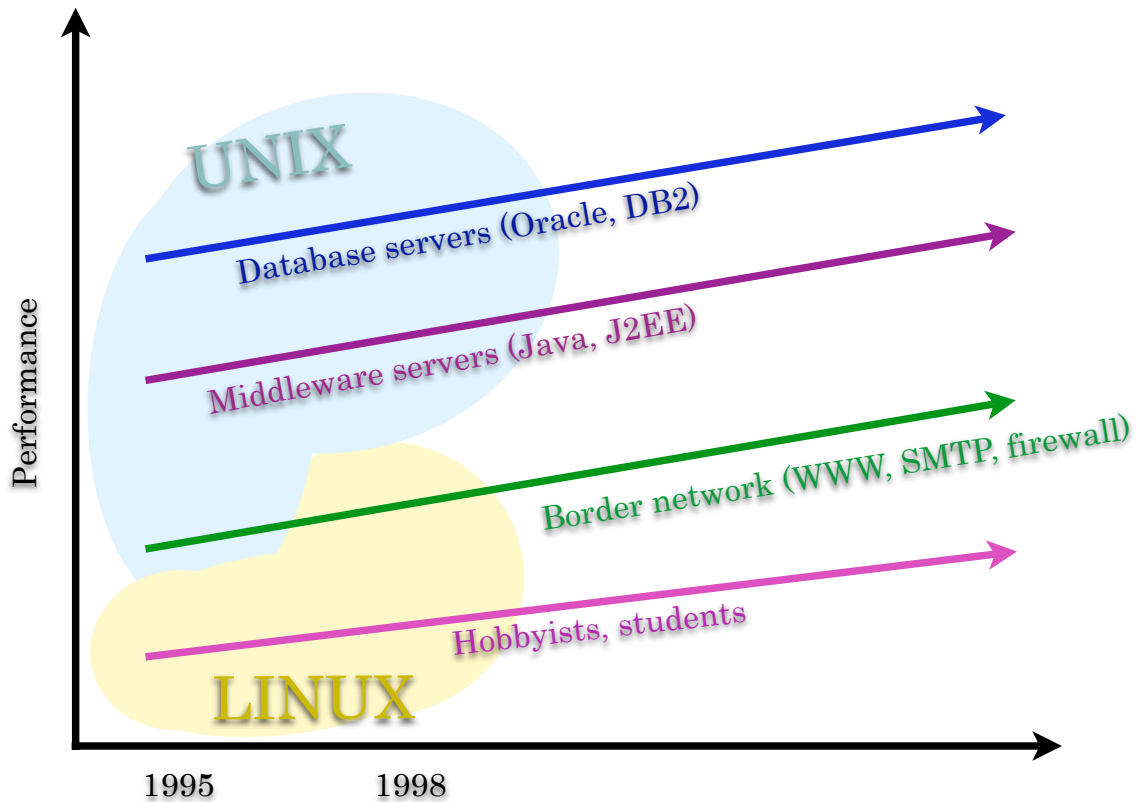 UNIX
Database servers (Oracle, DB2)
Middleware servers (Java, J2EE)
Performance
Border network (WWW, SMTP, firewall)
Hobbyists, students
LINUX
1995
1998